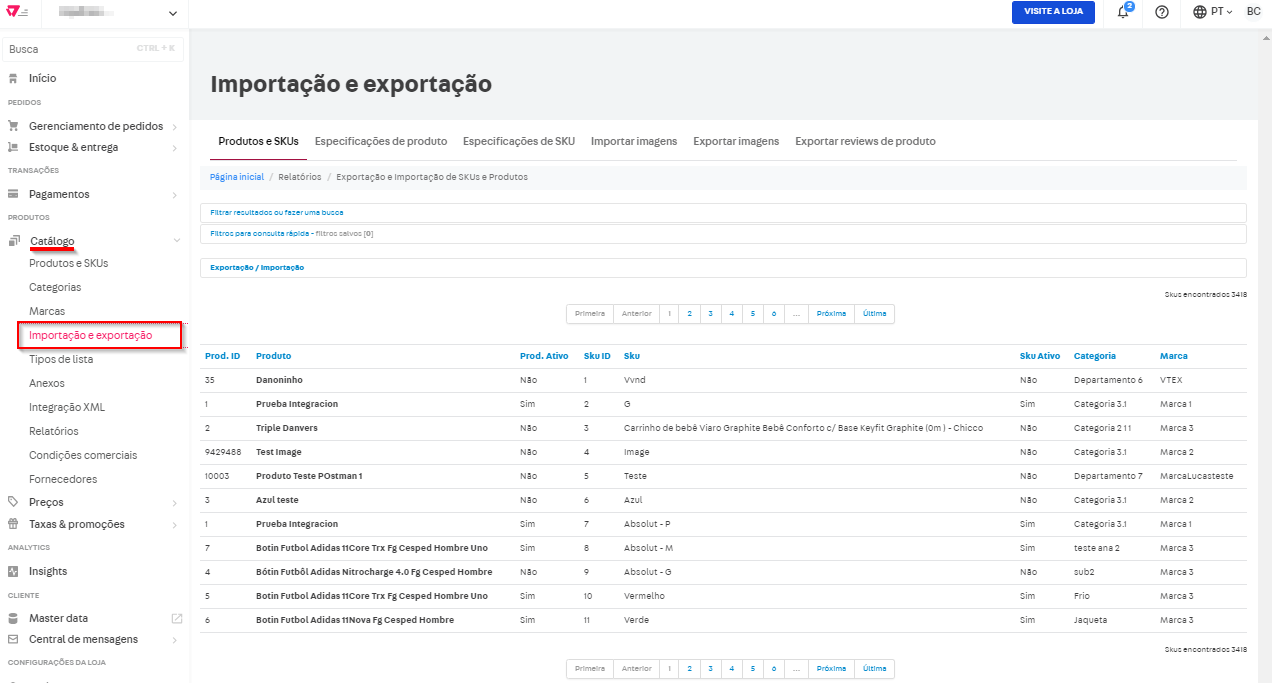 VISITE A LOJA
2
PT
BC
Busca
CTRL + K
Início
PEDIDOS
Gerenciamento de pedidos
Estoque & entrega
TRANSAÇÕES
Pagamentos
PRODUTOS
Catálogo
Produtos e SKUs
Categorias
Marcas
Importação e exportação
Tipos de lista
Anexos
Integração XML
Relatórios
Condições comerciais
Fornecedores
Preços
Taxas & promoções
ANALYTICS
Insights
CLIENTE
Master data
Central de mensagens
CONFIGURAÇÕES DA LOJA
Importação e exportação
Produtos e SKUs Especificações de produto Especificações de SKU Importar imagens Exportar imagens Exportar reviews de produto
Página inicial / Relatórios / Exportação e Importação de SKUs e Produtos
Filtrar resultados ou fazer uma busca
Filtros para consulta rápida - filtros salvos [0]
Exportação / Importação
Skus encontrados 3418
Primeira Anterior 1 2 3 4 5 6 ... Próxima Última
Prod. ID Produto Prod. Ativo Sku ID Sku Sku Ativo Categoria Marca
35 Danoninho Não 1 Vvnd Não Departamento 6 VTEX
1 Prueba Integracion Sim 2 G Sim Categoria 3.1 Marca 1
2 Triple Danvers Não 3 Carrinho de bebê Viaro Graphite Bebê Conforto c/ Base Keyfit Graphite (0m ) - Chicco Não Categoria 2 1 1 Marca 3
9429488 Test Image Não 4 Image Não Categoria 3.1 Marca 2
10003 Produto Teste POstman 1 Não 5 Teste Não Departamento 7 MarcaLucasteste
3 Azul teste Não 6 Azul Não Categoria 3.1 Marca 2
1 Prueba Integracion Sim 7 Absolut - P Sim Categoria 3.1 Marca 1
7 Botin Futbol Adidas 11Core Trx Fg Cesped Hombre Uno Sim 8 Absolut - M Sim teste ana 2 Marca 3
4 Bótin Futból Adidas Nitrocharge 4.0 Fg Cesped Hombre Não 9 Absolut - G Não sub2 Marca 3
5 Botin Futbol Adidas 11Core Trx Fg Cesped Hombre Uno Sim 10 Vermelho Sim Frio Marca 3
6 Botin Futbol Adidas 11Nova Fg Cesped Hombre Sim 11 Verde Sim Jaqueta Marca 3
Skus encontrados 3418
Primeira Anterior 1 2 3 4 5 6 ... Próxima Última